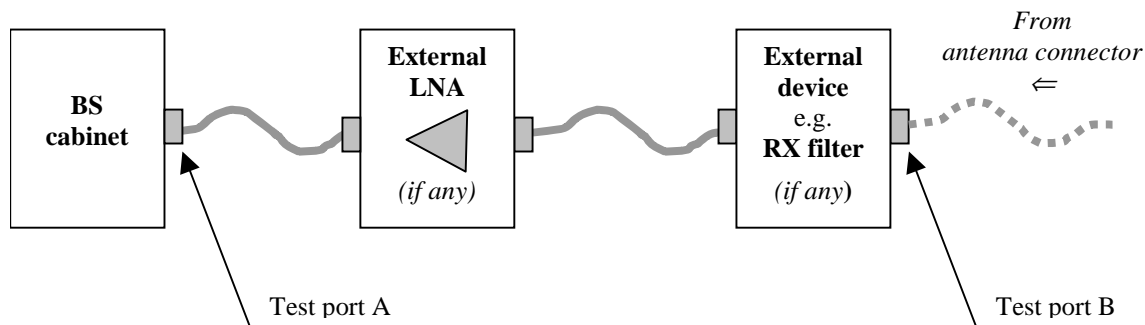 BS
cabinet
External
LNA
(if any)
External
device
e.g.
RX filter
(if any)
From
antenna connector
⇐
Test port A
Test port B